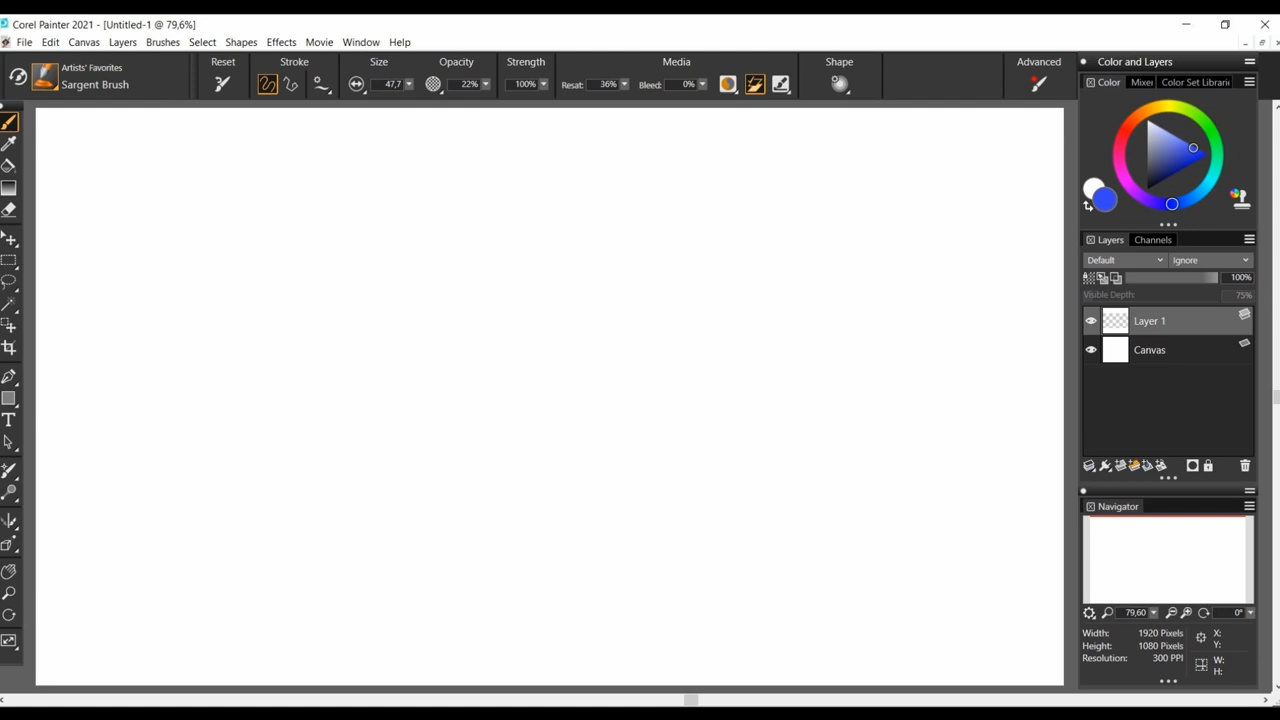 Corel Painter 2021 - [Untitled-1 @ 79,6%]
File Edit Canvas Layers Brushes Select Shapes Effects Movie Window Help
Artists' Favorites
Sargent Brush
Reset
Stroke
Size
47,7
Opacity
22%
Strength
100%
Media
Resat: 36%
Bleed: 0%
Shape
Advanced
Color and Layers
Color Mixer Color Set Librarie
Layers Channels
Default Ignore
100%
Visible Depth: 75%
Layer 1
Canvas
T
Navigator
79,60 0°
Width: 1920 Pixels X:
Height: 1080 Pixels Y:
Resolution: 300 PPI W:
H: